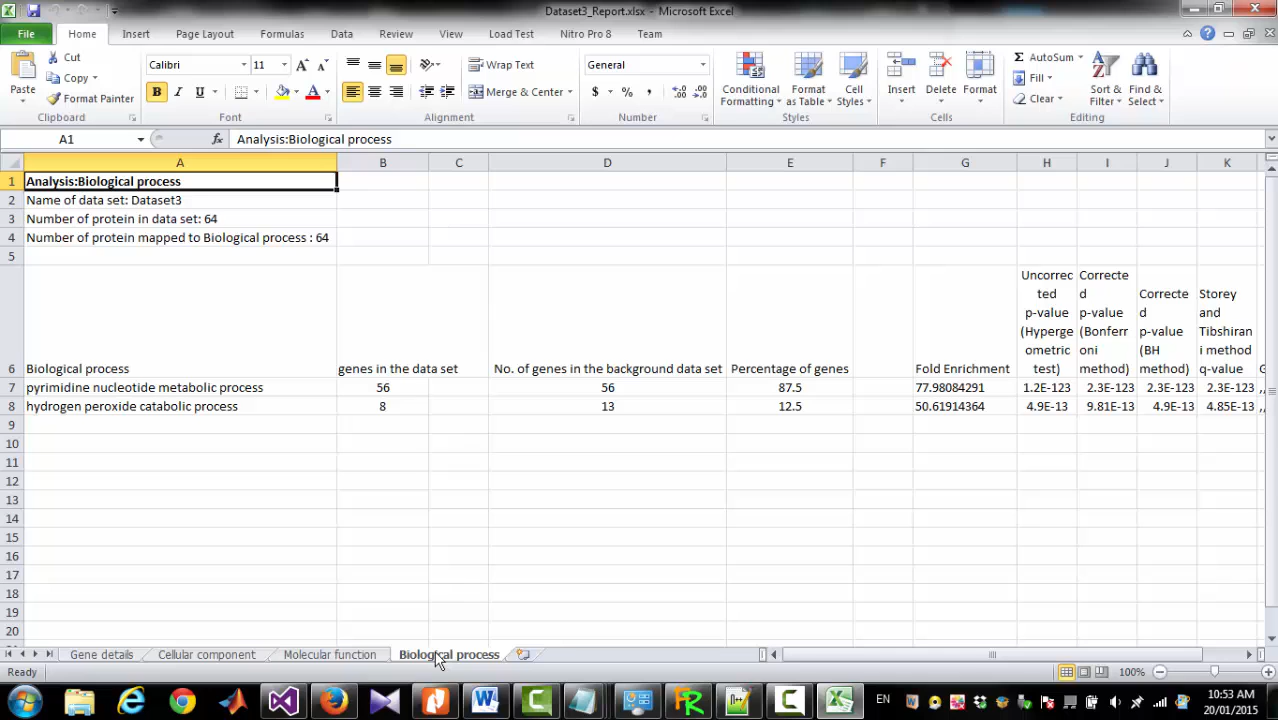 Dataset3_Report.xlsx - Microsoft Excel
File Home Insert Page Layout Formulas Data Review View Load Test Nitro Pro 8 Team
Paste
Cut
Copy
Format Painter
Clipboard
Calibri 11
B I U
Font
Wrap Text
Merge & Center
Alignment
General
$ % ,
Number
Conditional Formatting
Format as Table
Cell Styles
Styles
Insert Delete Format
Cells
Σ AutoSum
Fill
Clear
Sort & Filter
Find & Select
Editing
A1 fx Analysis:Biological process
A B C D E F G H I J K
1 Analysis:Biological process
2 Name of data set: Dataset3
3 Number of protein in data set: 64
4 Number of protein mapped to Biological process : 64
5
6 Biological process genes in the data set No. of genes in the background data set Percentage of genes Fold Enrichment Uncorrected p-value (Hypergeometric test) Corrected p-value (Bonferroni method) Corrected p-value (BH method) Storey and Tibshirani method q-value G
7 pyrimidine nucleotide metabolic process 56 56 87.5 77.98084291 1.2E-123 2.3E-123 2.3E-123 2.3E-123 ,,
8 hydrogen peroxide catabolic process 8 13 12.5 50.61914364 4.9E-13 9.81E-13 4.9E-13 4.85E-13 ,,
9
10
11
12
13
14
15
16
17
18
19
20
Gene details Cellular component Molecular function Biological process
Ready 100%
EN 10:53 AM
20/01/2015